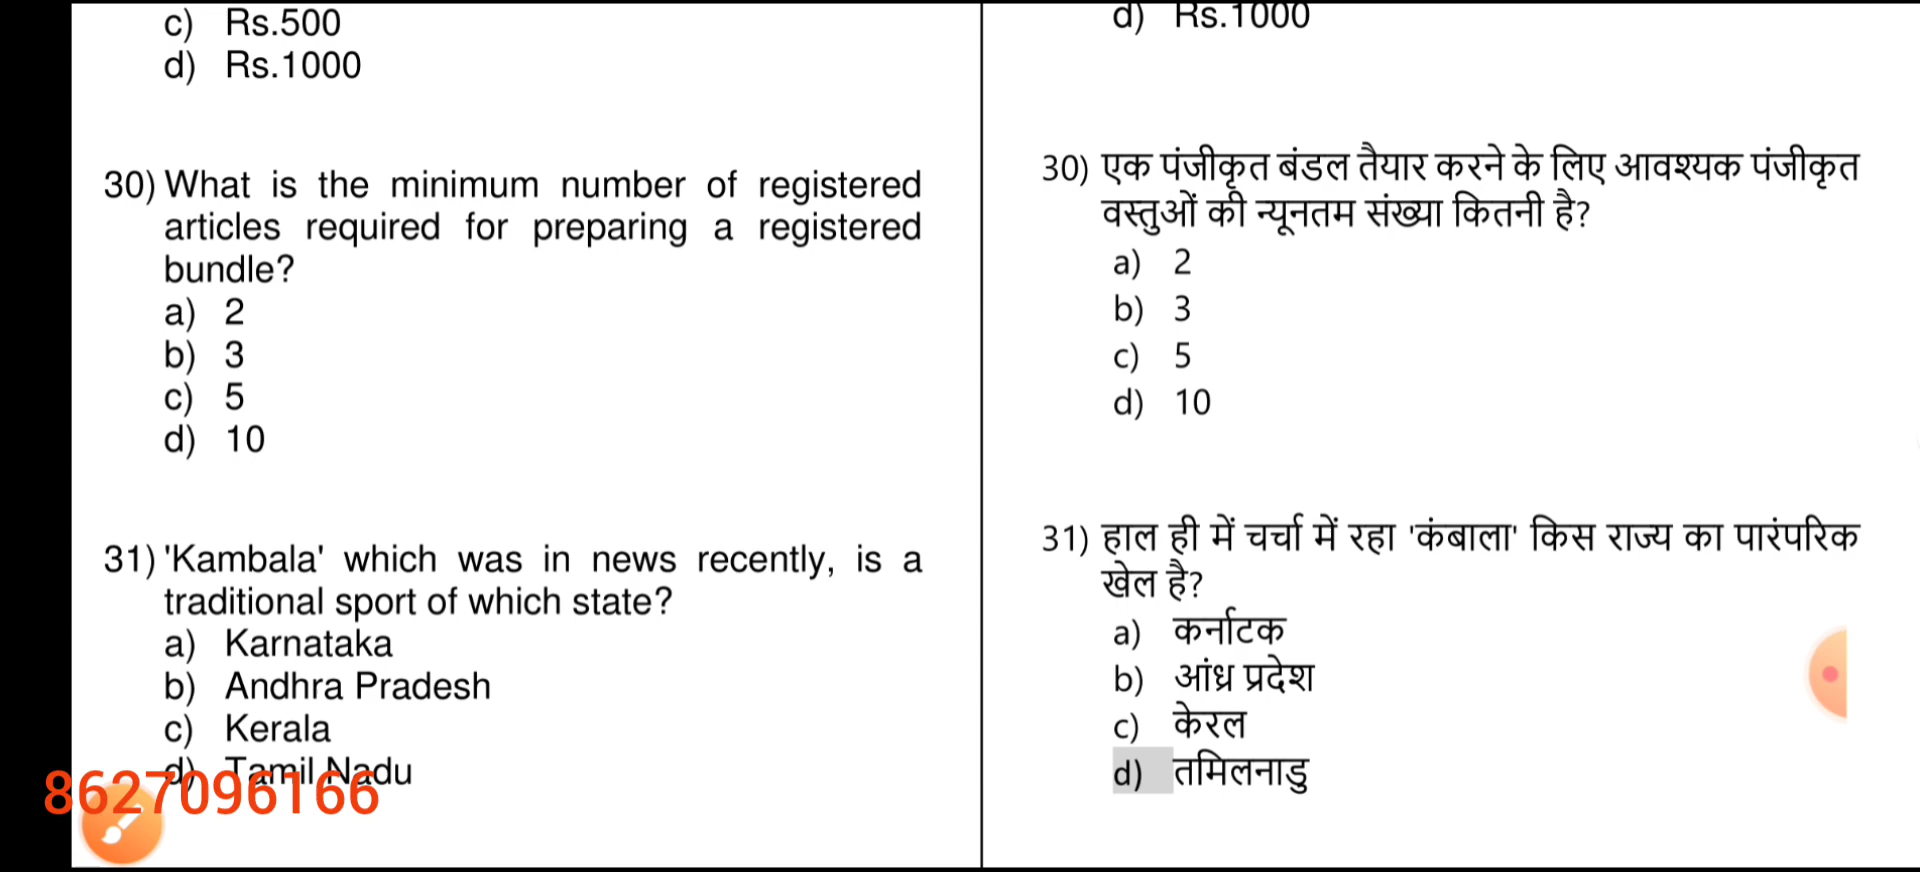 c) Rs.500
d) Rs.1000
30) What is the minimum number of registered
articles required for preparing a registered
bundle?
a) 2
b) 3
c) 5
d) 10
31) 'Kambala' which was in news recently, is a
traditional sport of which state?
a) Karnataka
b) Andhra Pradesh
c) Kerala
d) Tamil Nadu
8627096166
d) Rs.1000
30) एक पंजीकृत बंडल तैयार करने के लिए आवश्यक पंजीकृत
वस्तुओं की न्यूनतम संख्या कितनी है?
a) 2
b) 3
c) 5
d) 10
31) हाल ही में चर्चा में रहा 'कंबाला' किस राज्य का पारंपरिक
खेल है?
a) कर्नाटक
b) आंध्र प्रदेश
c) केरल
d) तमिलनाडु